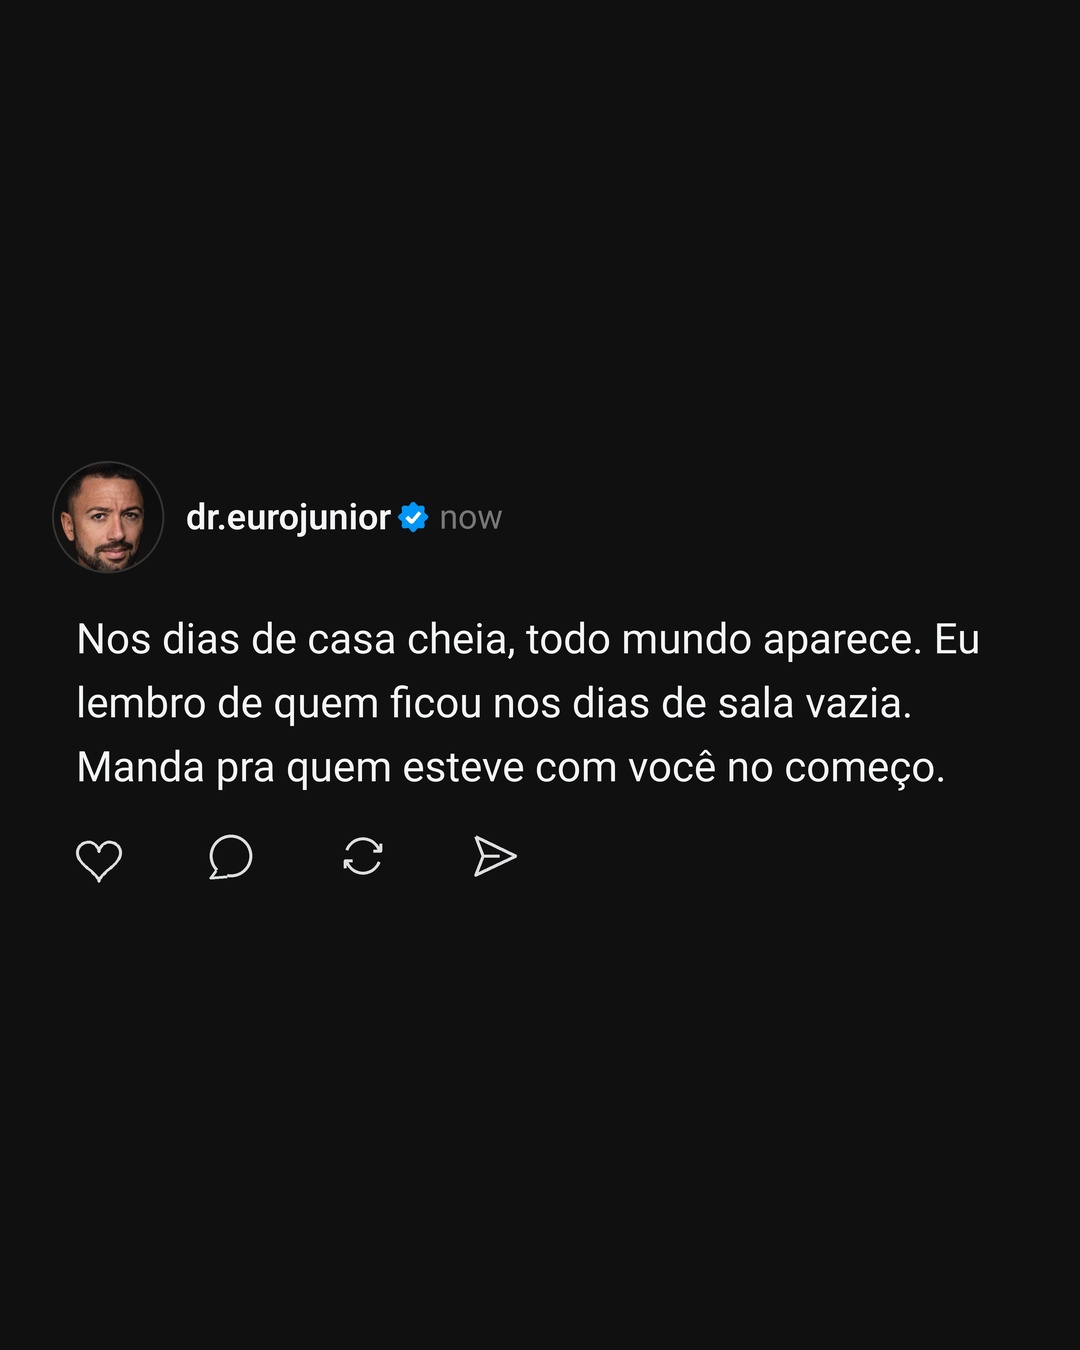 dr.eurojunior now
Nos dias de casa cheia, todo mundo aparece. Eu
lembro de quem ficou nos dias de sala vazia.
Manda pra quem esteve com você no começo.